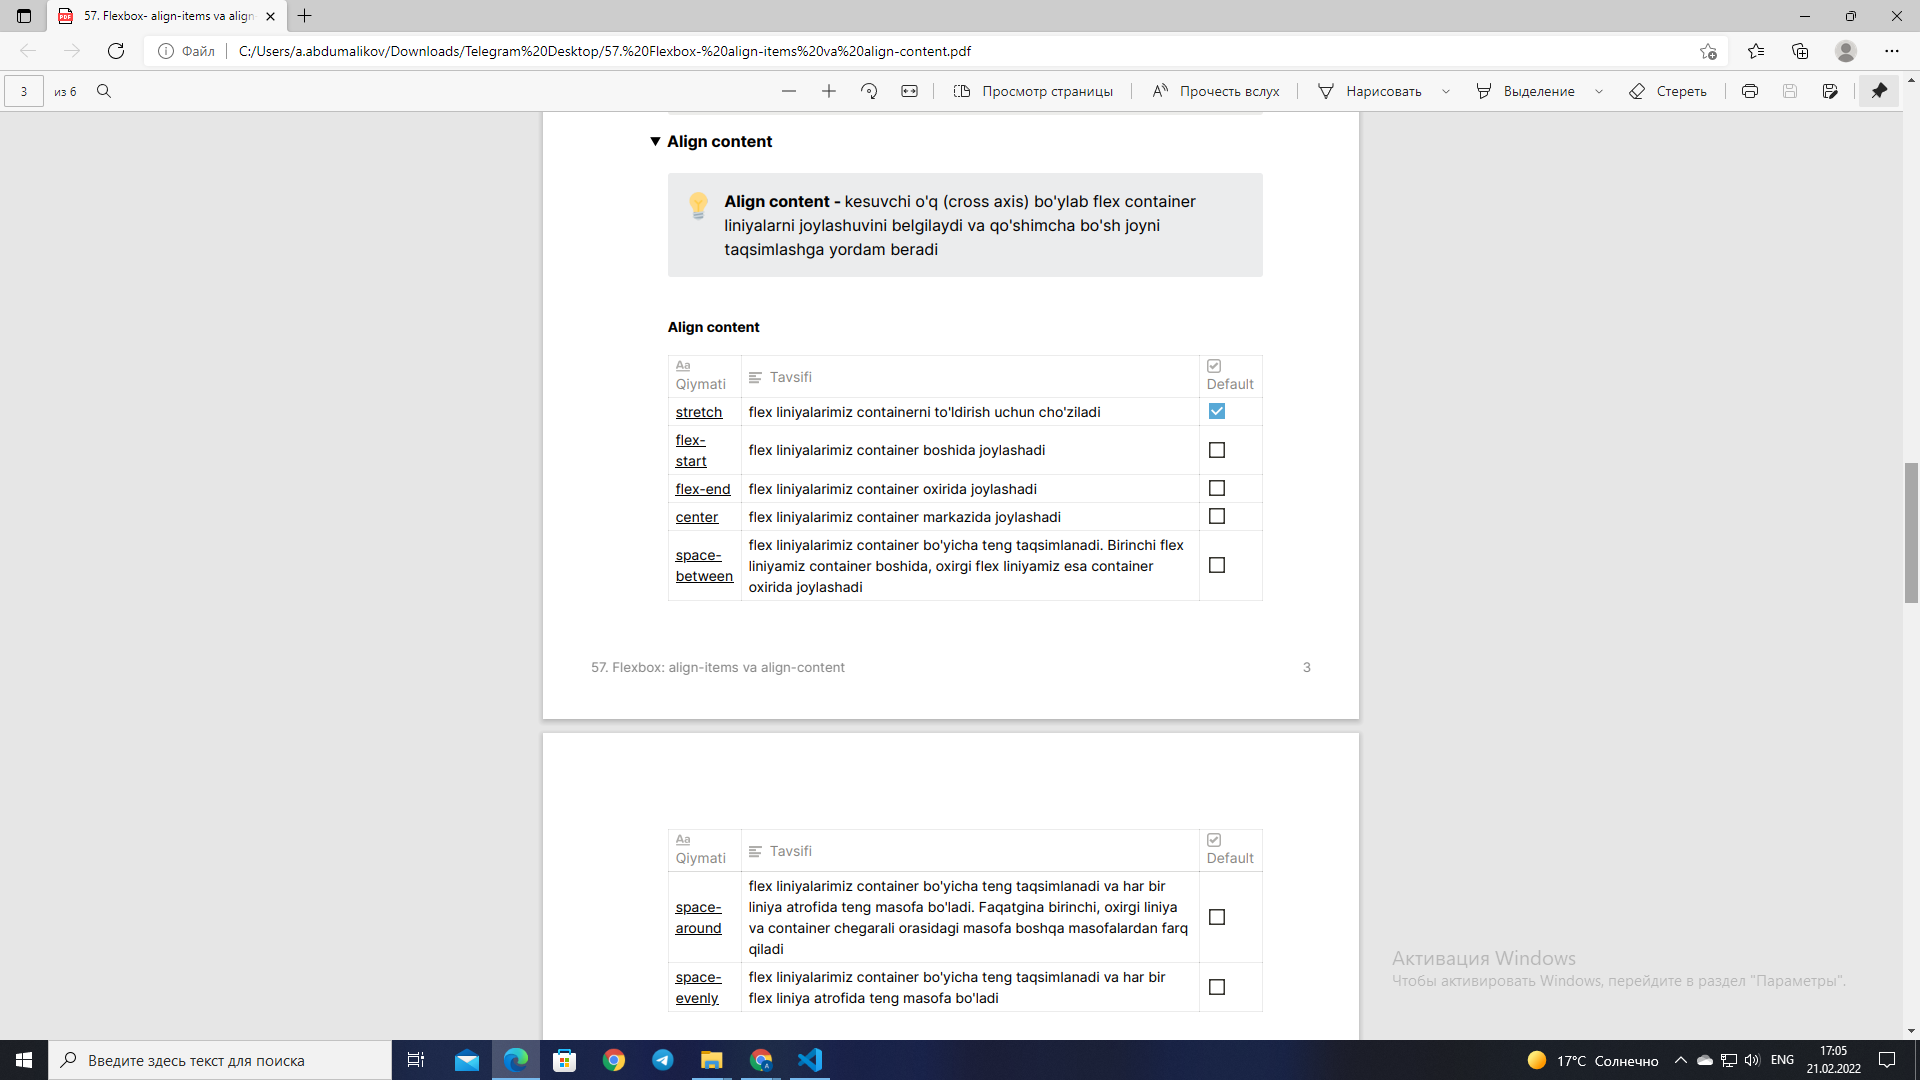 57. Flexbox- align-items va align-
Файл
C:/Users/a.abdumalikov/Downloads/Telegram%20Desktop/57.%20Flexbox-%20align-items%20va%20align-content.pdf
3 из 6
Просмотр страницы
Прочесть вслух
Нарисовать
Выделение
Стереть
Align content
Align content - kesuvchi o'q (cross axis) bo'ylab flex container
liniyalarni joylashuvini belgilaydi va qo'shimcha bo'sh joyni
taqsimlashga yordam beradi
Align content
Aa
Qiymati
Tavsifi
Default
stretch
flex liniyalarimiz containerni to'ldirish uchun cho'ziladi
flex-
start
flex liniyalarimiz container boshida joylashadi
flex-end
flex liniyalarimiz container oxirida joylashadi
center
flex liniyalarimiz container markazida joylashadi
space-
between
flex liniyalarimiz container bo'yicha teng taqsimlanadi. Birinchi flex
liniyamiz container boshida, oxirgi flex liniyamiz esa container
oxirida joylashadi
57. Flexbox: align-items va align-content
3
Aa
Qiymati
Tavsifi
Default
space-
around
flex liniyalarimiz container bo'yicha teng taqsimlanadi va har bir
liniya atrofida teng masofa bo'ladi. Faqatgina birinchi, oxirgi liniya
va container chegarali orasidagi masofa boshqa masofalardan farq
qiladi
space-
evenly
flex liniyalarimiz container bo'yicha teng taqsimlanadi va har bir
flex liniya atrofida teng masofa bo'ladi
Активация Windows
Чтобы активировать Windows, перейдите в раздел "Параметры".
Введите здесь текст для поиска
17°C Солнечно
ENG
17:05
21.02.2022